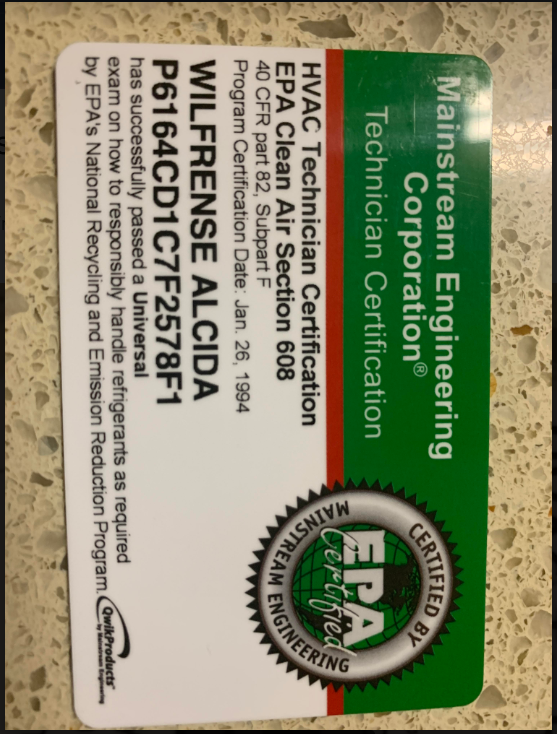 Mainstream Engineering
Corporation®
Technician Certification
HVAC Technician Certification
EPA Clean Air Section 608
40 CFR part 82, Subpart F
Program Certification Date: Jan. 26, 1994
WILFRENSE ALCIDA
P6164CD1C7F2578F1
has successfully passed a Universal
exam on how to responsibly handle refrigerants as required
by EPA's National Recycling and Emission Reduction Program.
CERTIFIED BY
EPA
Certified
MAINSTREAM ENGINEERING
QwikProducts™
by Mainstream Engineering